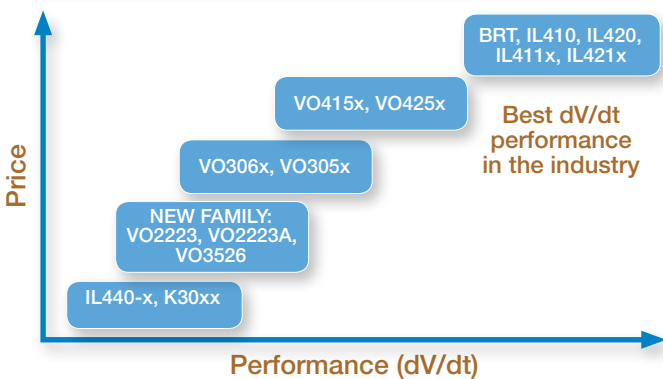 BRT, IL410, IL420,
IL411x, IL421x
VO415x, VO425x
Best dV/dt
performance
in the industry
VO306x, VO305x
NEW FAMILY:
VO2223, VO2223A,
VO3526
IL440-x, K30xx
Price
Performance (dV/dt)